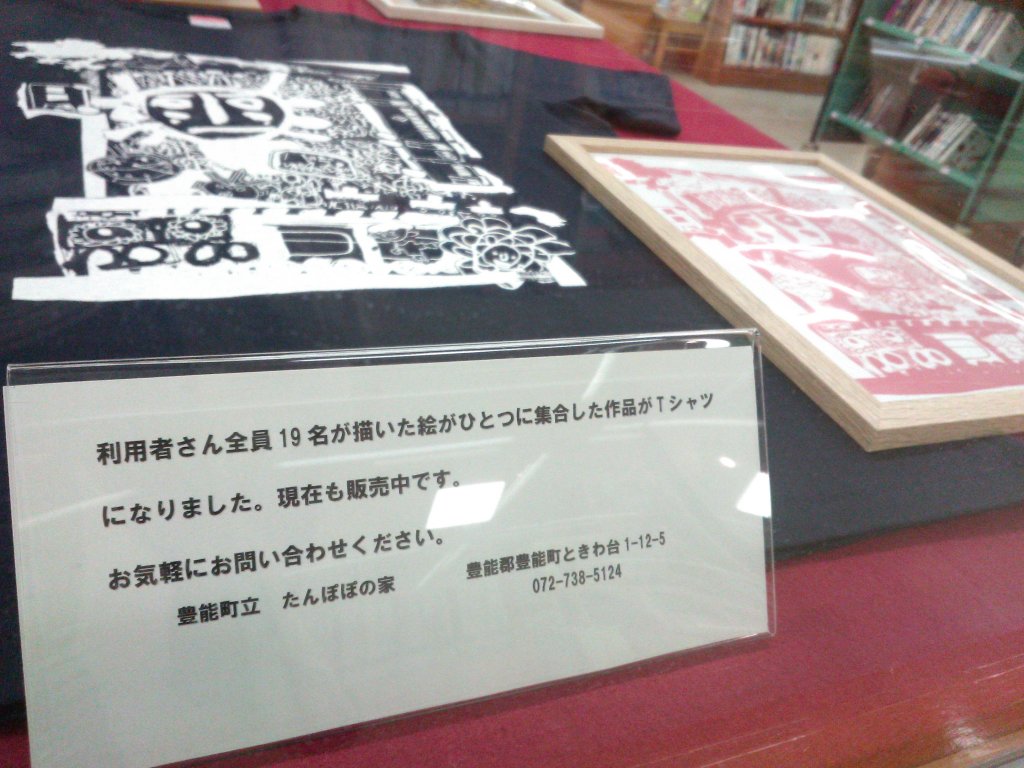 利用者さん全員19名が描いた絵がひとつに集合した作品がTシャツ
になりました。現在も販売中です。
お気軽にお問い合わせください。
豊能町立　たんぽぽの家
豊能郡豊能町ときわ台1-12-5
072-738-5124